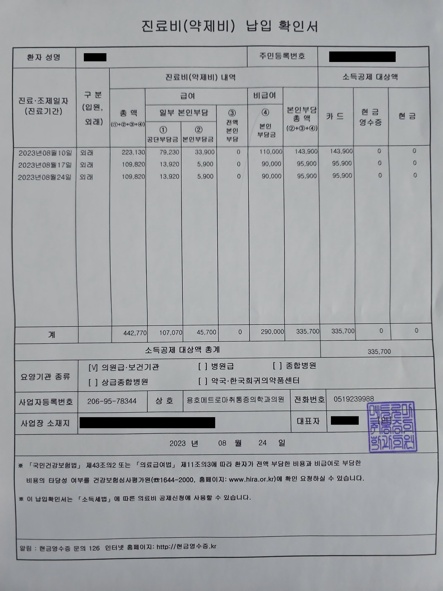 진료비(약제비) 납입 확인서
환자 성명 주민등록번호
진료·조제일자 (진료기간) 구 분 (입원, 외래) 진료비(약제비) 내역 소득공제 대상액
총 액 (①+②+③+④) 급여 비급여 본인부담 총 액 (②+③+④) 카 드 현 금 영수증 현 금
일부 본인부담 ③ 전액 본인 부담 ④ 본인 부담금
① 공단부담금 ② 본인부담금
2023년08월10일 외래 223,130 79,230 33,900 0 110,000 143,900 143,900 0 0
2023년08월17일 외래 109,820 13,920 5,900 0 90,000 95,900 95,900 0 0
2023년08월24일 외래 109,820 13,920 5,900 0 90,000 95,900 95,900 0 0
계 442,770 107,070 45,700 0 290,000 335,700 335,700 0 0
소득공제 대상액 총계 335,700
요양기관 종류 [V] 의원급·보건기관 [ ] 병원급 [ ] 종합병원
[ ] 상급종합병원 [ ] 약국·한국희귀의약품센터
사업자등록번호 206-95-78344 상 호 용호메트로마취통증의학과의원 전화번호 0519239988
사업장 소재지 대표자
2023 년 08 월 24 일
* 「국민건강보험법」 제43조의2 또는 「의료급여법」 제11조의3에 따라 환자가 전액 부담한 비용과 비급여로 부담한
비용의 타당성 여부를 건강보험심사평가원(☎1644-2000, 홈페이지: www.hira.or.kr)에 확인 요청하실 수 있습니다.
* 이 납입확인서는 「소득세법」에 따른 의료비 공제신청에 사용할 수 있습니다.
알림 : 현금영수증 문의 126 인터넷 홈페이지: http://현금영수증.kr